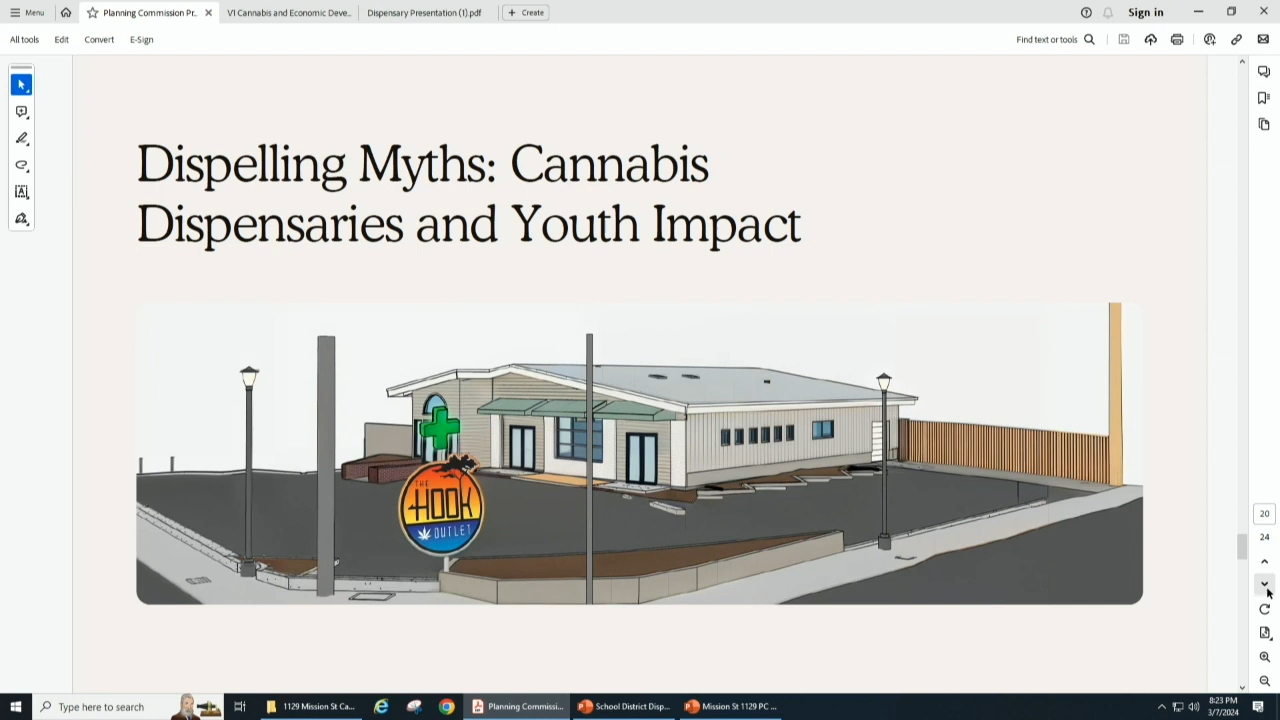 Menu
Planning Commission Pr...
VI Cannabis and Economic Deve...
Dispensary Presentation (1).pdf
Create
Sign in
All tools
Edit
Convert
E-Sign
Find text or tools
Dispelling Myths: Cannabis
Dispensaries and Youth Impact
THE
HOOK
OUTLET
20
24
Type here to search
1129 Mission St Ca...
Planning Commissi...
School District Disp...
Mission St 1129 PC ...
8:23 PM
3/7/2024